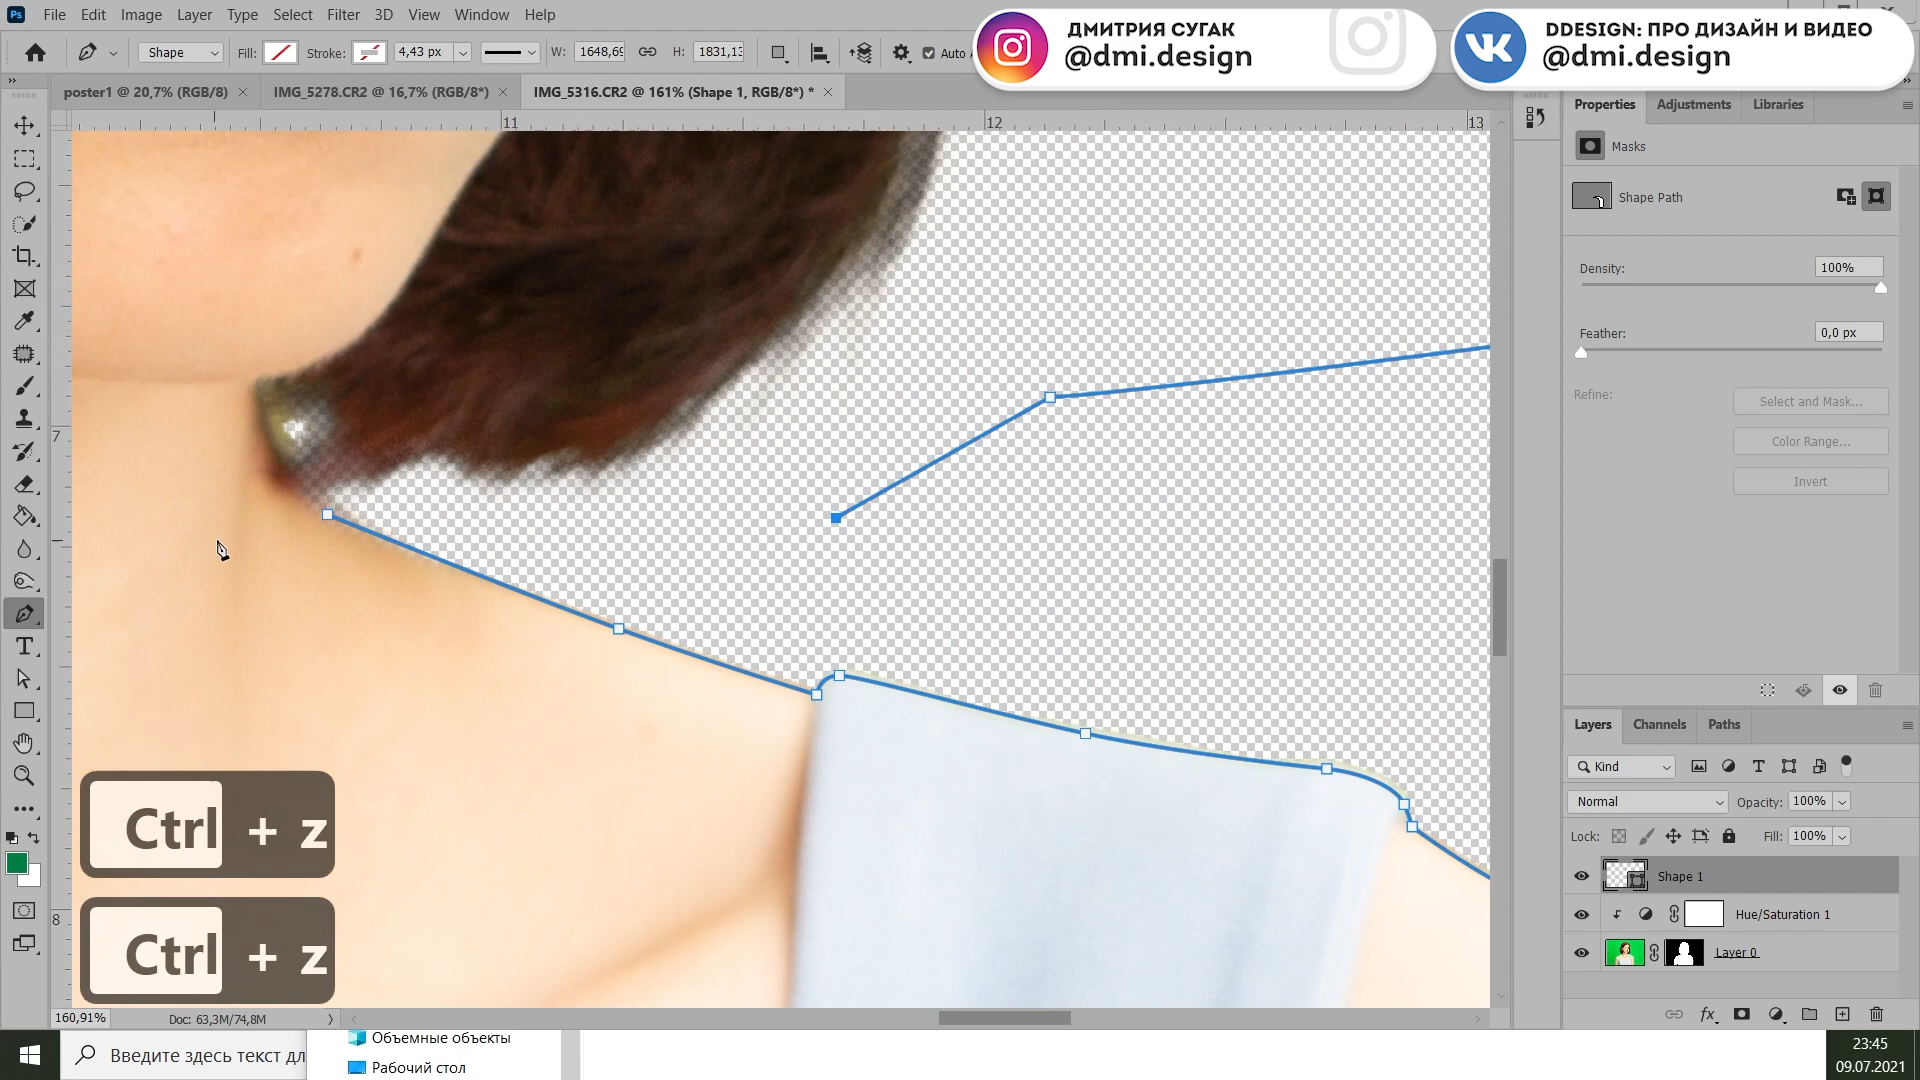 File Edit Image Layer Type Select Filter 3D View Window Help
ДМИТРИЯ СУГАК
@dmi.design
DDESIGN: ПРО ДИЗАЙН И ВИДЕО
@dmi.design
Shape Fill: Stroke: 4,43 px W: H: 1831,13 Auto
poster1 @ 20,7% (RGB/8) IMG_5278.CR2 @ 16,7% (RGB/8*) IMG_5316.CR2 @ 161% (Shape 1, RGB/8*) *
11 12 13
7
8
Properties Adjustments Libraries
Masks
Shape Path
Density: 100%
Feather: 0,0 px
Refine: Select and Mask...
Color Range...
Invert
Layers Channels Paths
Kind
Normal Opacity: 100%
Lock: Fill: 100%
Shape 1
Hue/Saturation 1
Layer 0
Ctrl + z
Ctrl + z
160,91% Doc: 63,3M/74,8M
Введите здесь текст дл
Объемные объекты
Рабочий стол
23:45
09.07.2021